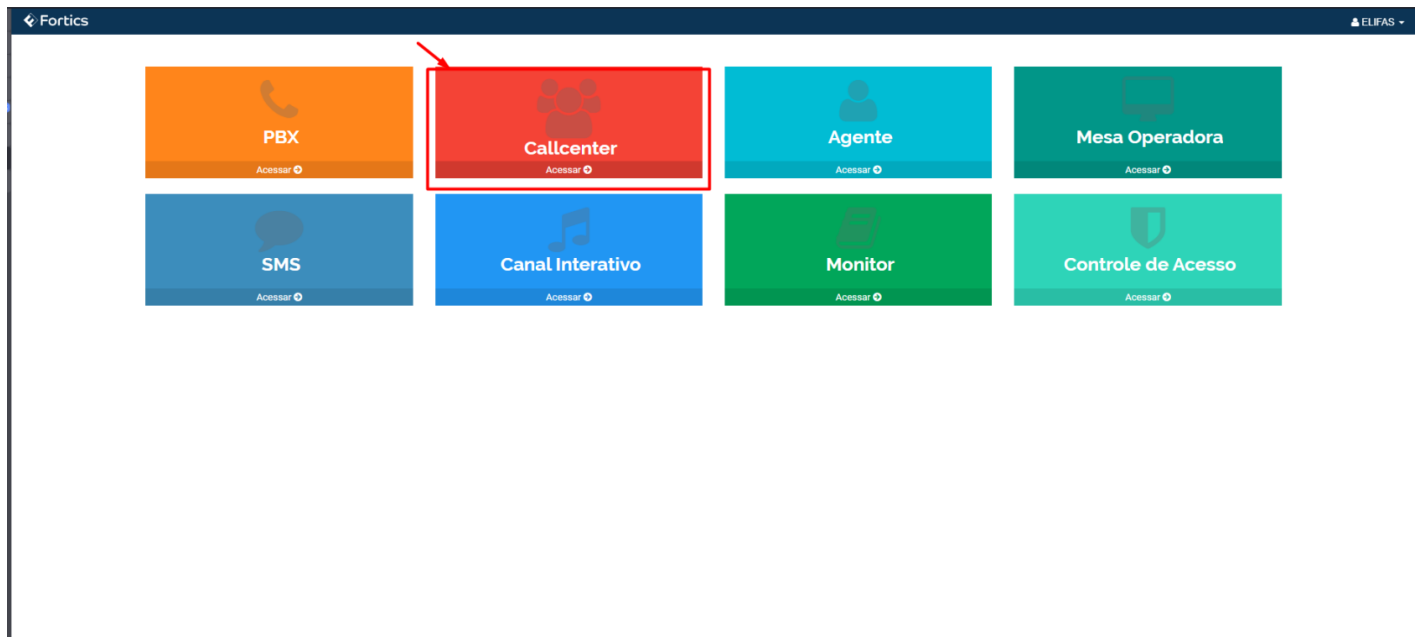 Fortics
ELIFAS
PBX
Acessar
Callcenter
Acessar
Agente
Acessar
Mesa Operadora
Acessar
SMS
Acessar
Canal Interativo
Acessar
Monitor
Acessar
Controle de Acesso
Acessar